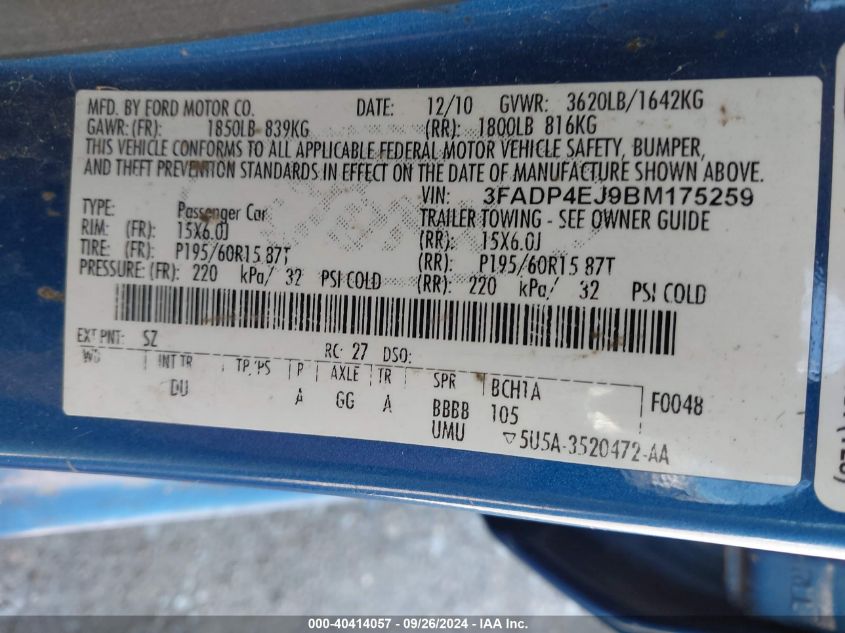 MFD. BY FORD MOTOR CO. DATE: 12/10 GVWR: 3620LB/1642KG
GAWR: (FR): 1850LB 839KG (RR): 1800LB 816KG
THIS VEHICLE CONFORMS TO ALL APPLICABLE FEDERAL MOTOR VEHICLE SAFETY, BUMPER,
AND THEFT PREVENTION STANDARDS IN EFFECT ON THE DATE OF MANUFACTURE SHOWN ABOVE.
VIN: 3FADP4EJ9BM175259
TYPE: Passenger Car TRAILER TOWING - SEE OWNER GUIDE
RIM: (FR): 15X6.0J (RR): 15X6.0J
TIRE: (FR): P195/60R15 87T (RR): P195/60R15 87T
PRESSURE: (FR): 220 kPa/ 32 PSI COLD (RR): 220 kPa/ 32 PSI COLD
EXT PNT: SZ RC: 27 DSO:
WB INT TR TP/PS R AXLE TR SPR BCH1A F0048
DU A GG A BBBB 105
UMU ▽5U5A-3520472-AA
000-40414057 - 09/26/2024 - IAA Inc.